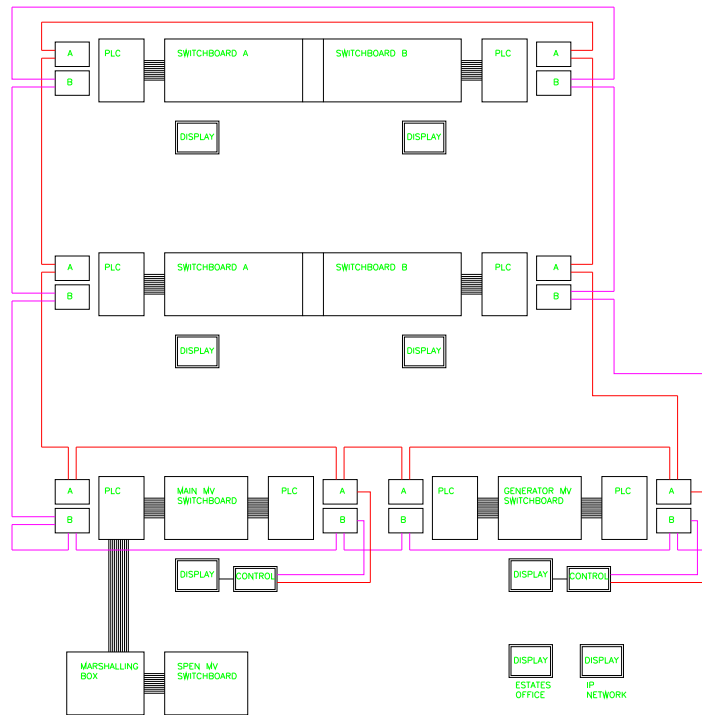 A PLC SWITCHBOARD A SWITCHBOARD B PLC A
B B
DISPLAY DISPLAY
A PLC SWITCHBOARD A SWITCHBOARD B PLC A
B B
DISPLAY DISPLAY
A PLC MAIN MV PLC A A PLC GENERATOR MV PLC A
SWITCHBOARD SWITCHBOARD
B B B B
DISPLAY CONTROL DISPLAY CONTROL
MARSHALLING SPEN MV DISPLAY DISPLAY
BOX SWITCHBOARD
ESTATES IP
OFFICE NETWORK